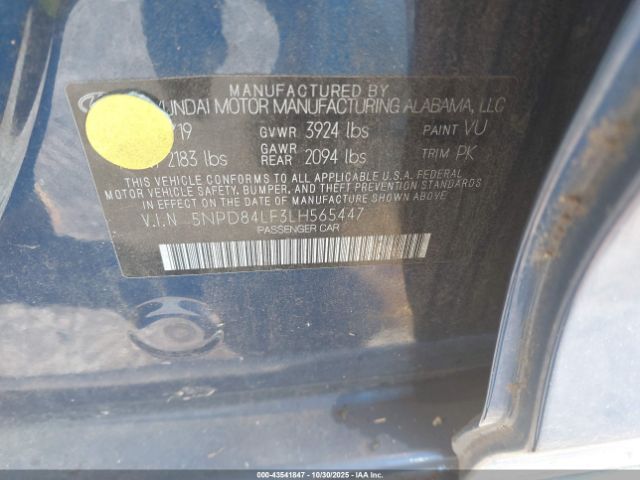 MANUFACTURED BY
HYUNDAI MOTOR MANUFACTURING ALABAMA, LLC
/19 GVWR 3924 lbs PAINT VU
2183 lbs GAWR REAR 2094 lbs TRIM PK
THIS VEHICLE CONFORMS TO ALL APPLICABLE U.S.A. FEDERAL
MOTOR VEHICLE SAFETY, BUMPER, AND THEFT PREVENTION STANDARDS
IN EFFECT ON THE DATE OF MANUFACTURE SHOWN ABOVE
V.I.N 5NPD84LF3LH565447
PASSENGER CAR
000-43541847 | 10/30/2025 | COPYRIGHT © IAA, LLC